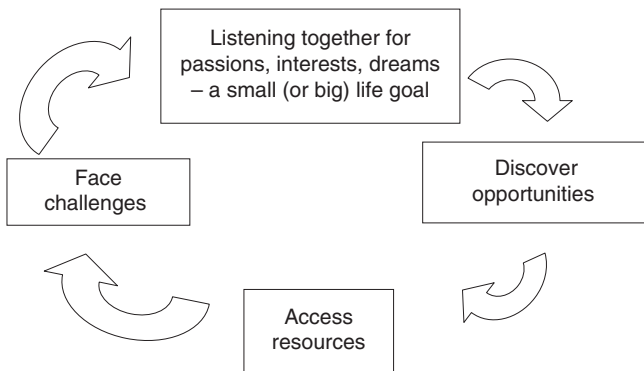 Listening together for
passions, interests, dreams
– a small (or big) life goal
Discover
opportunities
Access
resources
Face
challenges